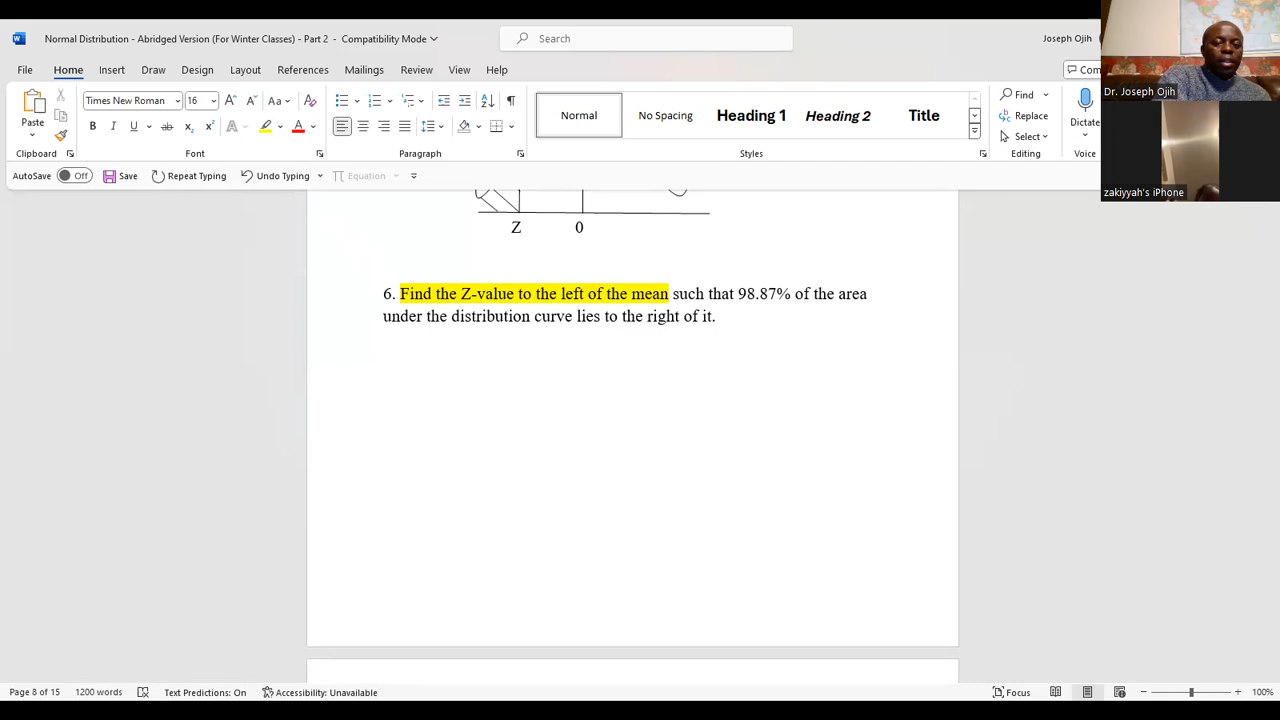 Normal Distribution - Abridged Version (For Winter Classes) - Part 2 - Compatibility Mode
Search
Joseph Ojih
File Home Insert Draw Design Layout References Mailings Review View Help
Com
Paste
Times New Roman 16 Aa
B I U ab x₂ x² A A
Normal No Spacing Heading 1 Heading 2 Title
Find
Replace
Select
Dictate
Clipboard Font Paragraph Styles Editing Voice
AutoSave Off Save Repeat Typing Undo Typing Equation
Dr. Joseph Ojih
zakiyyah's iPhone
Z 0
6. Find the Z-value to the left of the mean such that 98.87% of the area
under the distribution curve lies to the right of it.
Page 8 of 15 1200 words Text Predictions: On Accessibility: Unavailable Focus 100%